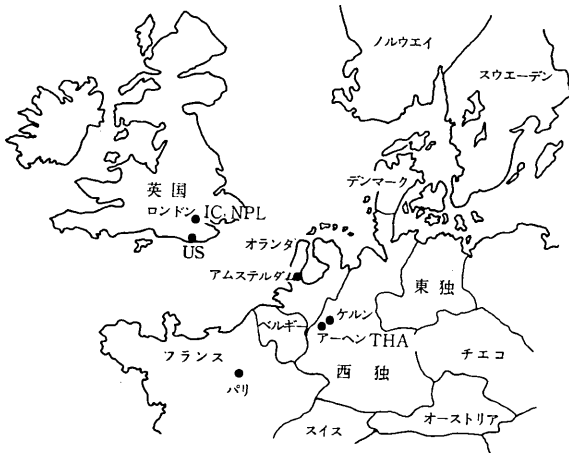 ノルウエイ
スウエーデン
デンマーク
英国
ロンドン IC, NPL
US
オランダ
アムステルダム
東独
ベルギー
ケルン
アーヘン THA
チェコ
フランス
西独
パリ
オーストリア
スイス